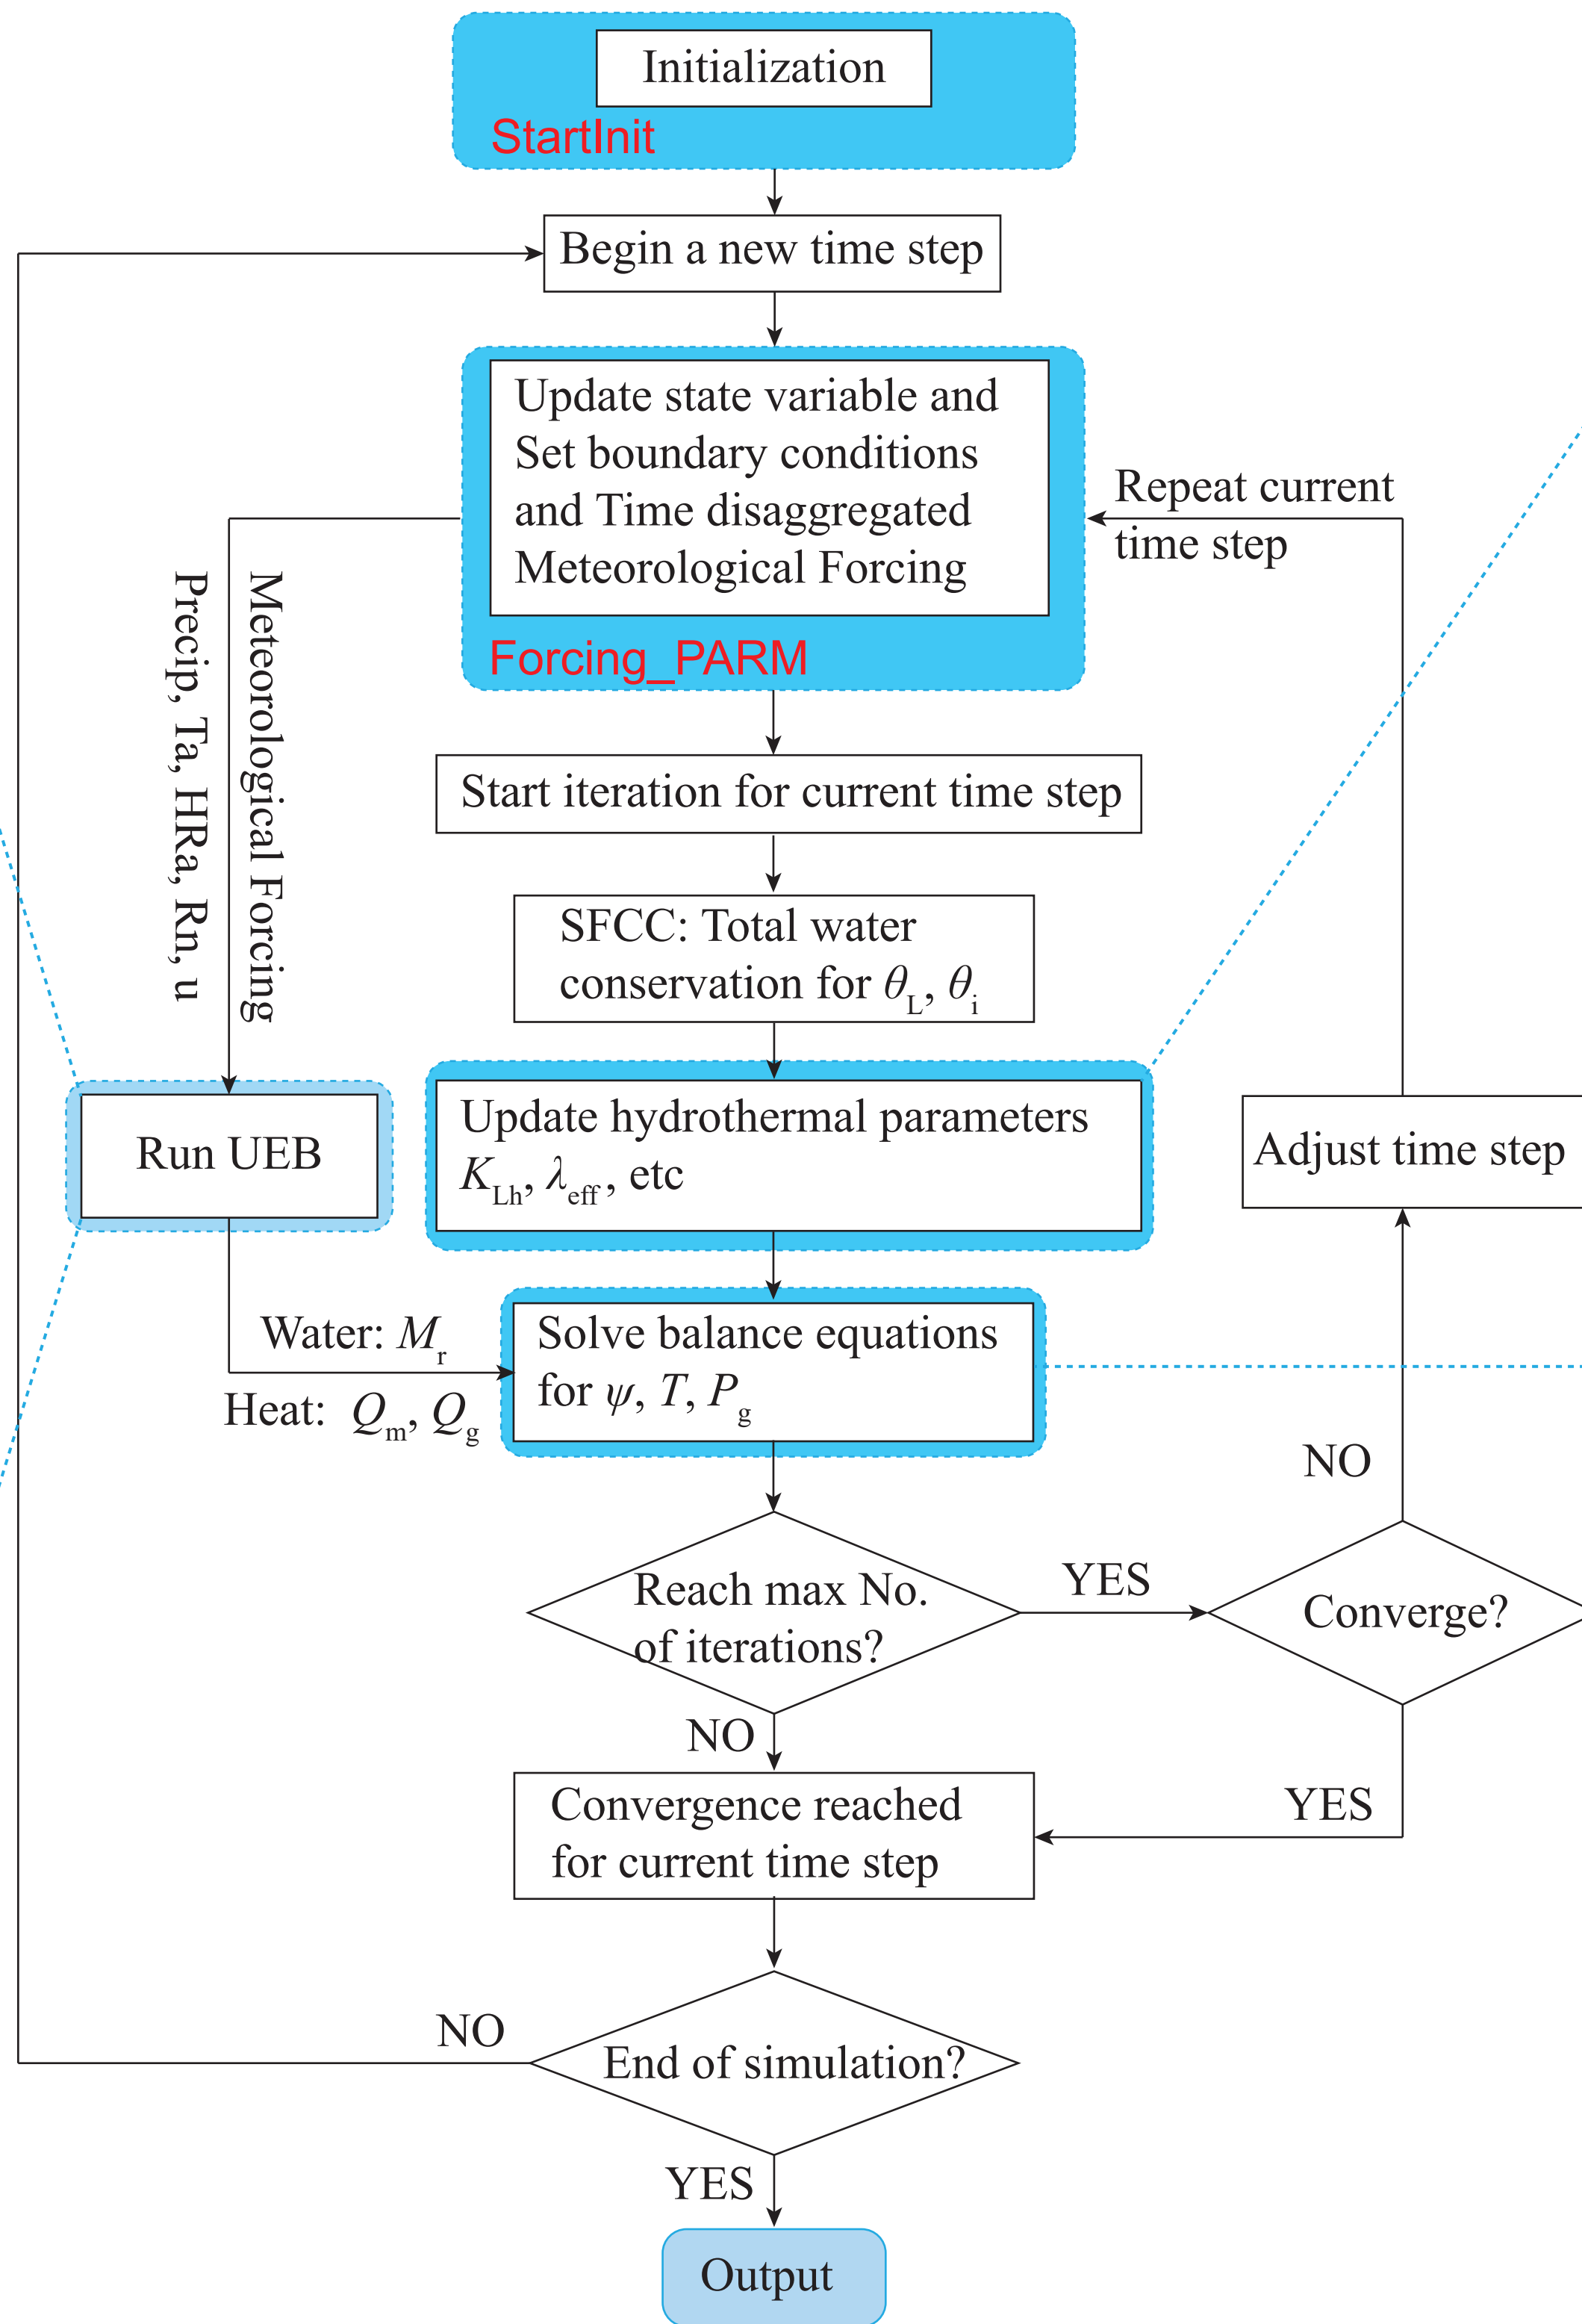 Initialization
StartInit
Begin a new time step
Update state variable and
Set boundary conditions
and Time disaggregated
Meteorological Forcing
Forcing_PARM
Repeat current
time step
Meteorological Forcing
Precip, Ta, HRa, Rn, u
Start iteration for current time step
SFCC: Total water
conservation for θL, θi
Run UEB
Update hydrothermal parameters
KLh, λeff, etc
Adjust time step
Water: Mr
Heat: Qm, Qg
Solve balance equations
for ψ, T, Pg
NO
Reach max No.
of iterations?
YES
Converge?
NO
YES
Convergence reached
for current time step
NO
End of simulation?
YES
Output